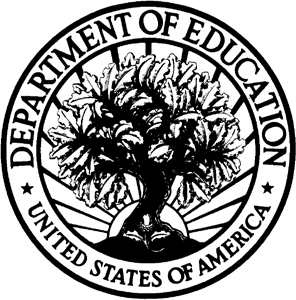 DEPARTMENT OF EDUCATION
UNITED STATES OF AMERICA